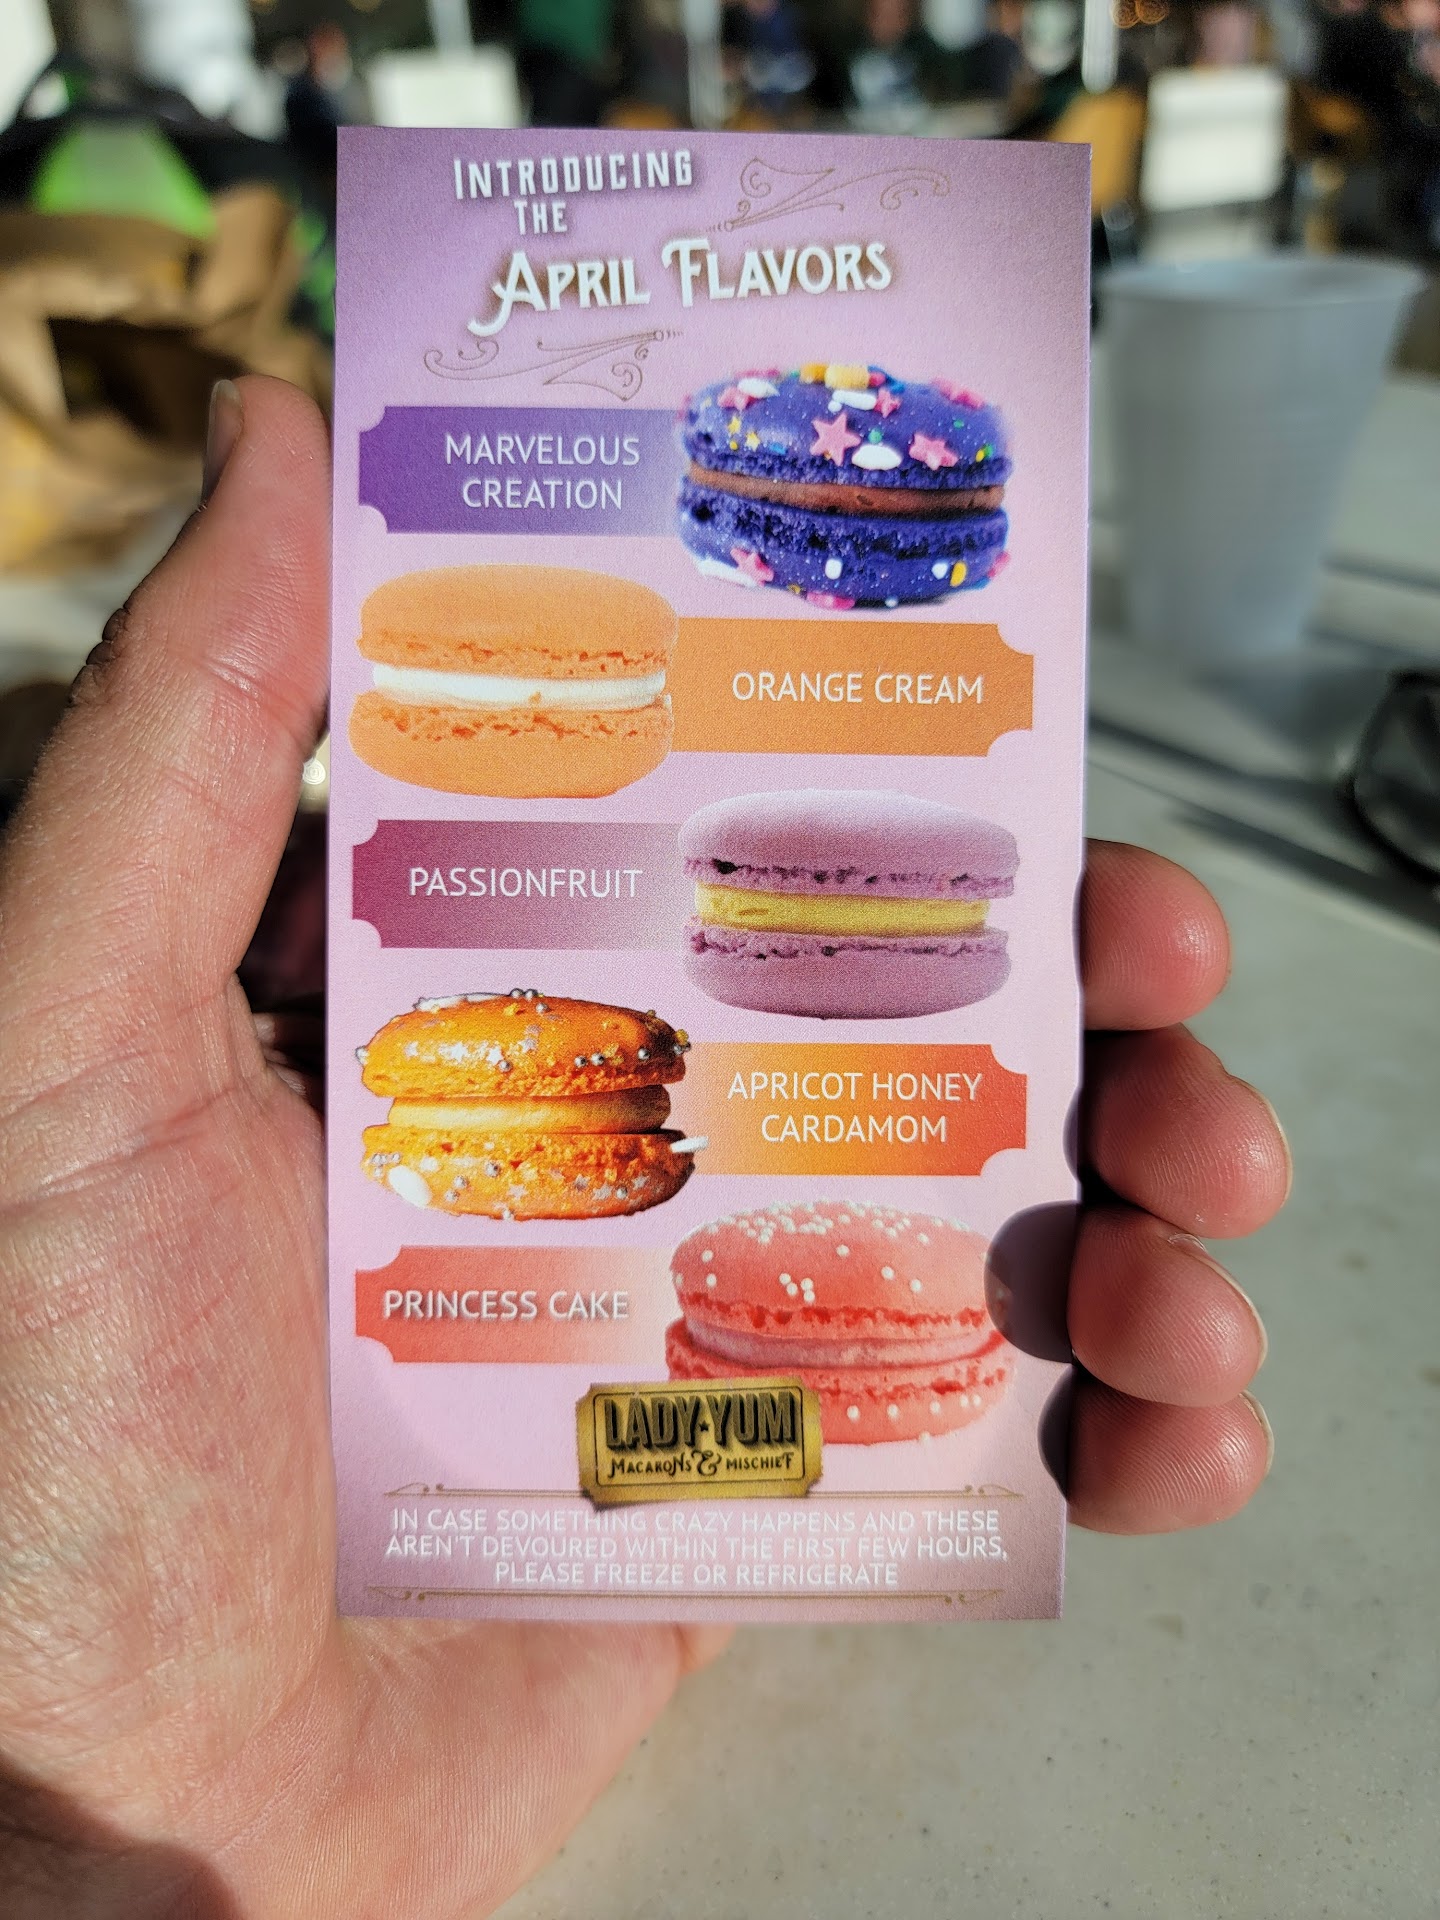 INTRODUCING
THE
APRIL FLAVORS
MARVELOUS
CREATION
ORANGE CREAM
PASSIONFRUIT
APRICOT HONEY
CARDAMOM
PRINCESS CAKE
LADY YUM
MACARONS & MISCHIEF
IN CASE SOMETHING CRAZY HAPPENS AND THESE
AREN'T DEVOURED WITHIN THE FIRST FEW HOURS,
PLEASE FREEZE OR REFRIGERATE